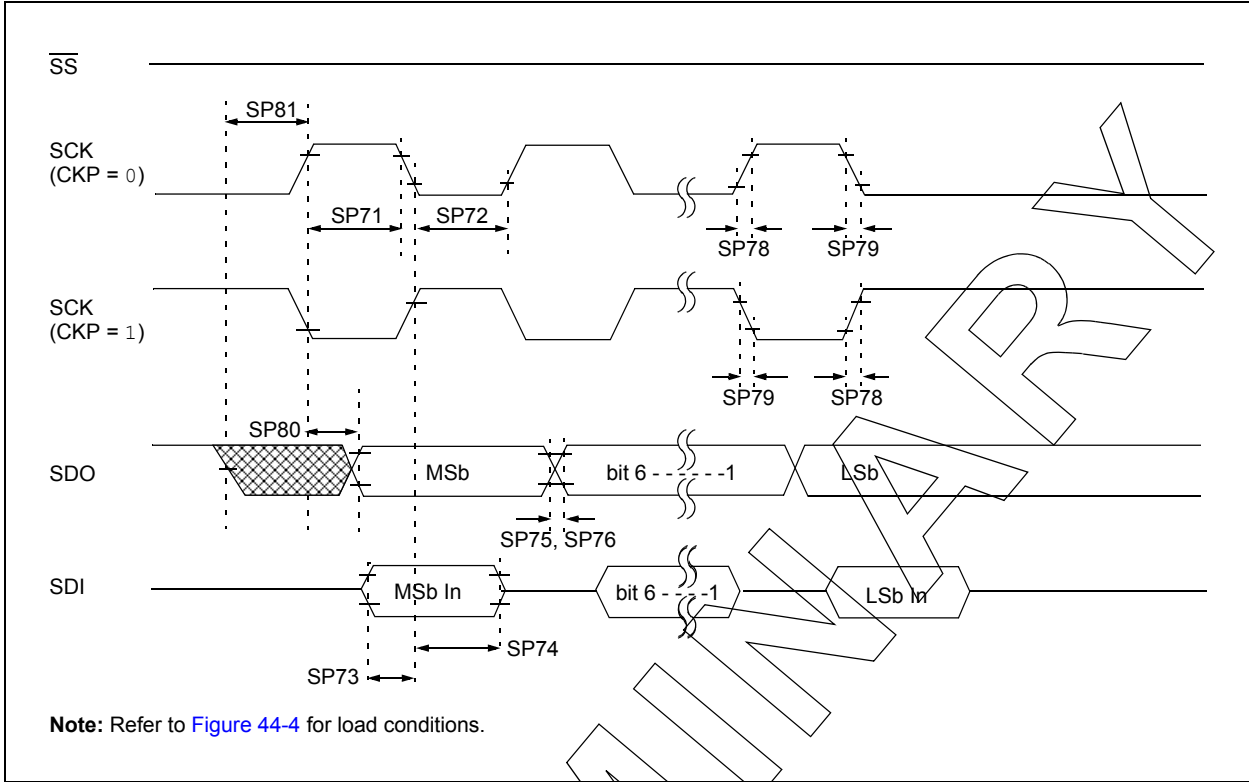 SS
SP81
SCK
(CKP = 0)
SP71
SP72
SP78
SP79
SCK
(CKP = 1)
SP79
SP78
SP80
SDO
MSb
bit 6 - - - - - -1
LSb
SP75, SP76
SDI
MSb In
bit 6 - - - -1
LSb In
SP74
SP73
Note: Refer to Figure 44-4 for load conditions.
MINARY